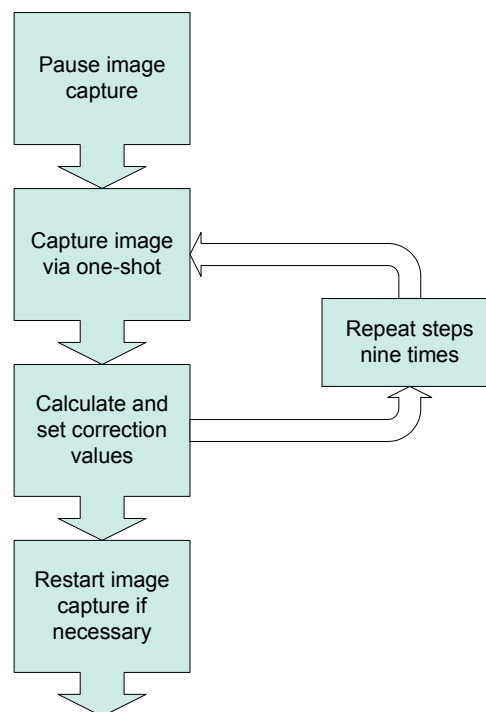 Pause image
capture
Capture image
via one-shot
Repeat steps
nine times
Calculate and
set correction
values
Restart image
capture if
necessary